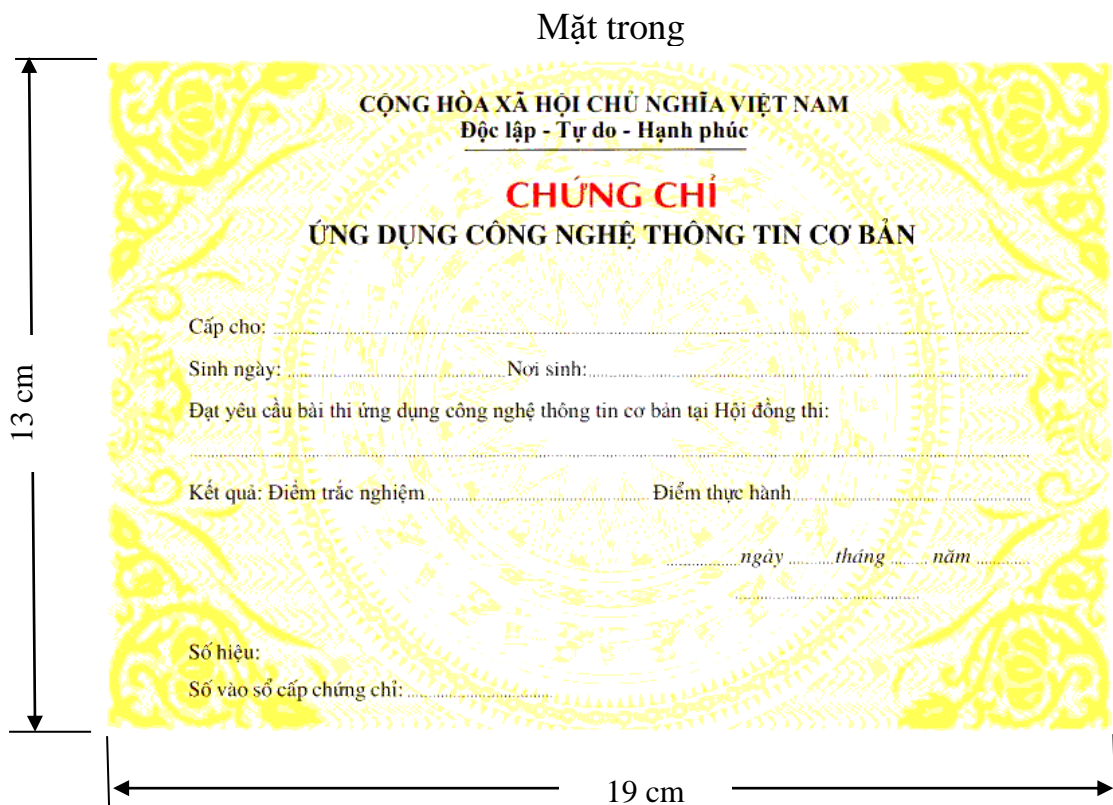 Mặt trong
CỘNG HÒA XÃ HỘI CHỦ NGHĨA VIỆT NAM
Độc lập - Tự do - Hạnh phúc
CHỨNG CHỈ
ỨNG DỤNG CÔNG NGHỆ THÔNG TIN CƠ BẢN
Cấp cho: ........................................
Sinh ngày: .................... Nơi sinh: ........................................
Đạt yêu cầu bài thi ứng dụng công nghệ thông tin cơ bản tại Hội đồng thi:
........................................
Kết quả: Điểm trắc nghiệm .................... Điểm thực hành ....................
............ ngày ........ tháng ....... năm .........
........................................
Số hiệu:
Số vào sổ cấp chứng chỉ: ....................
13 cm
19 cm